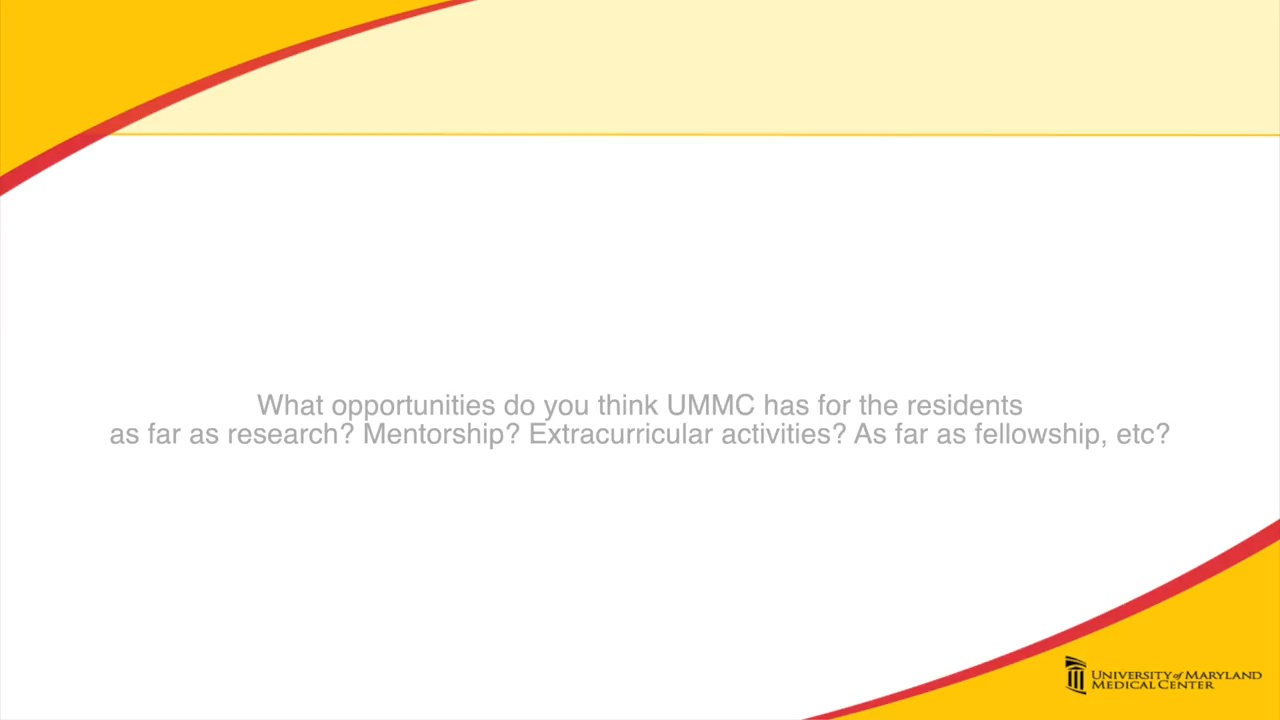 What opportunities do you think UMMC has for the residents
as far as research? Mentorship? Extracurricular activities? As far as fellowship, etc?
UNIVERSITY of MARYLAND
MEDICAL CENTER